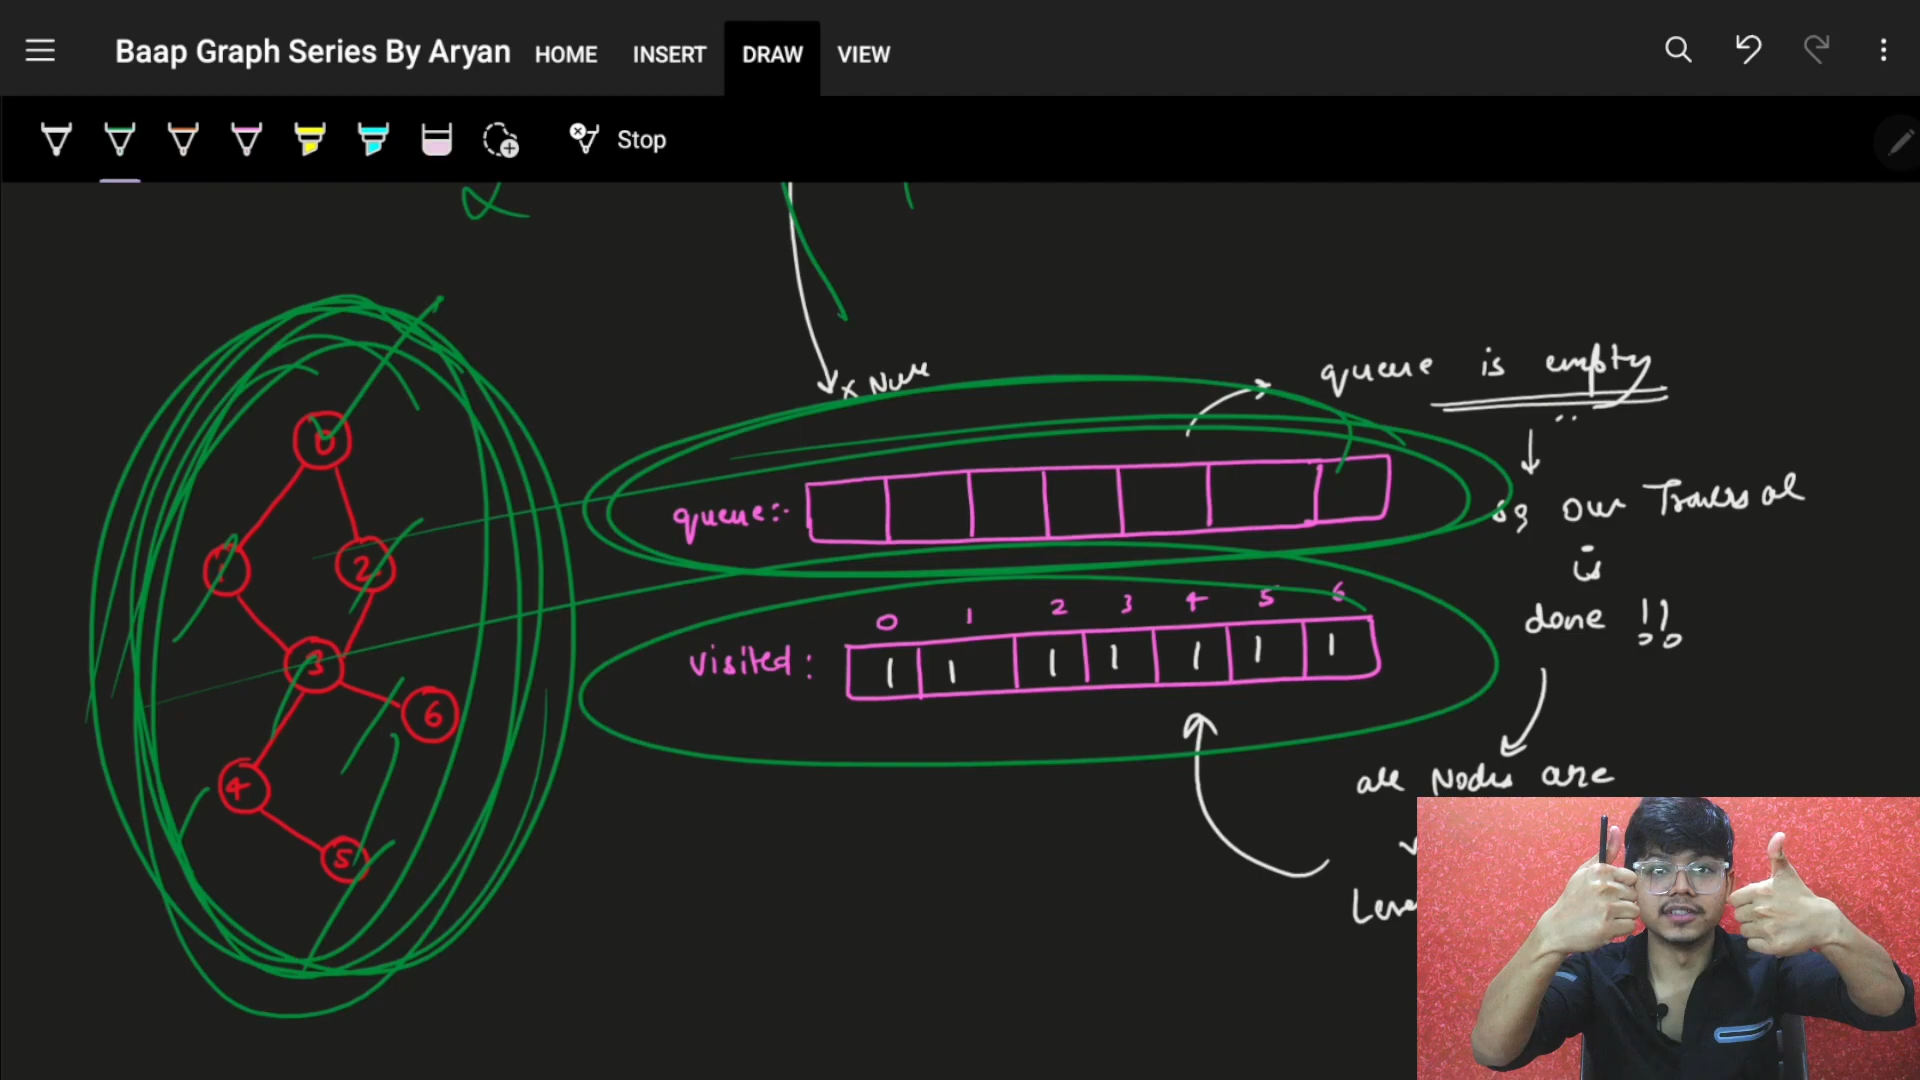 Baap Graph Series By Aryan HOME INSERT DRAW VIEW
Stop
queue is empty
0
queue:-
so our Traversal
1 2
is
0 1 2 3 4 5 6
done !!
visited: 1 1 1 1 1 1 1
3
6
all Nodes are
4
5